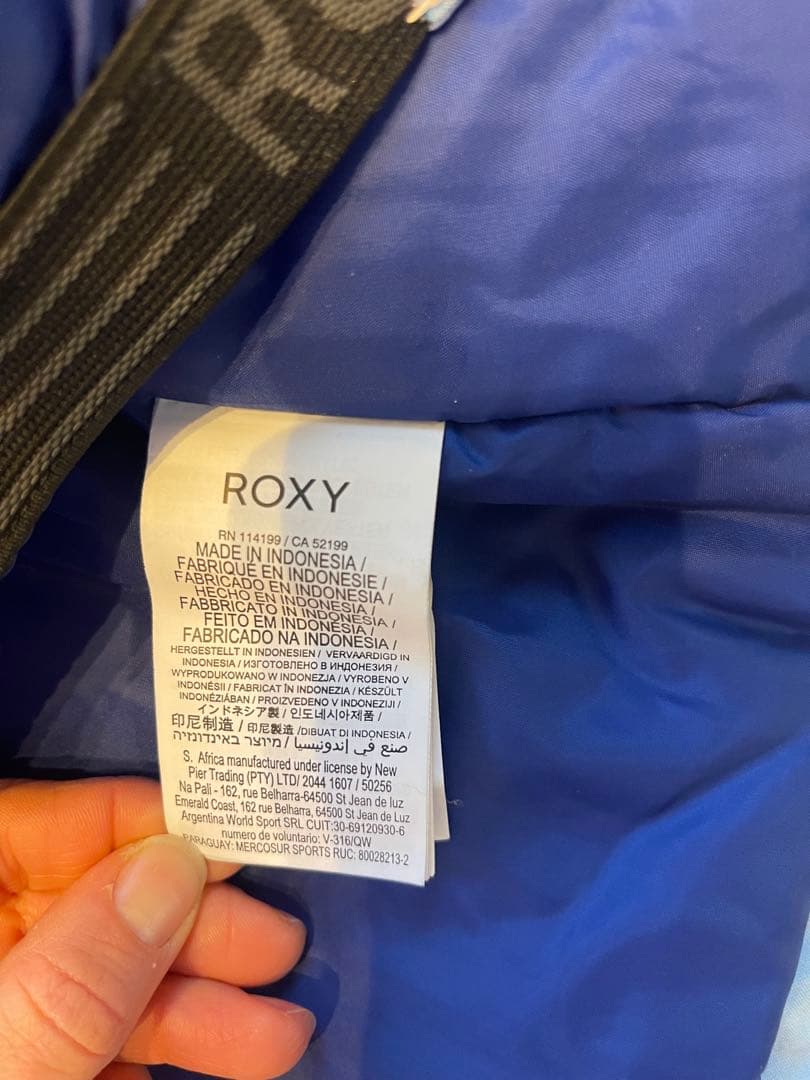 RO
ROXY
RN 114199 / CA 52199
MADE IN INDONESIA /
FABRIQUÉ EN INDONESIE /
FABRICADO EN INDONESIA /
HECHO EN INDONESIA /
FABBRICATO IN INDONESIA /
FEITO EM INDONESIA /
FABRICADO NA INDONESIA /
HERGESTELLT IN INDONESIEN / VERVAARDIGD IN
INDONESIA / ИЗГОТОВЛЕНО В ИНДОНЕЗИЯ /
WYPRODUKOWANO W INDONEZJA / VYROBENO V
INDONÉSII / FABRICAT ÎN INDONEZIA / KÉSZÜLT
INDONÉZIÁBAN / PROIZVEDENO V INDONEZIJI /
インドネシア製 / 인도네시아제품 /
印尼制造 / 印尼製造 /DIBUAT DI INDONESIA /
صنع في إندونيسيا / מיוצר באינדונזיה
S. Africa manufactured under license by New
Pier Trading (PTY) LTD/ 2044 1607 / 50256
Na Pali - 162, rue Belharra-64500 St Jean de luz
Emerald Coast, 162 rue Belharra, 64500 St Jean de Luz
Argentina World Sport SRL CUIT:30-69120930-6
numero de voluntario: V-316/QW
PARAGUAY: MERCOSUR SPORTS RUC: 80028213-2